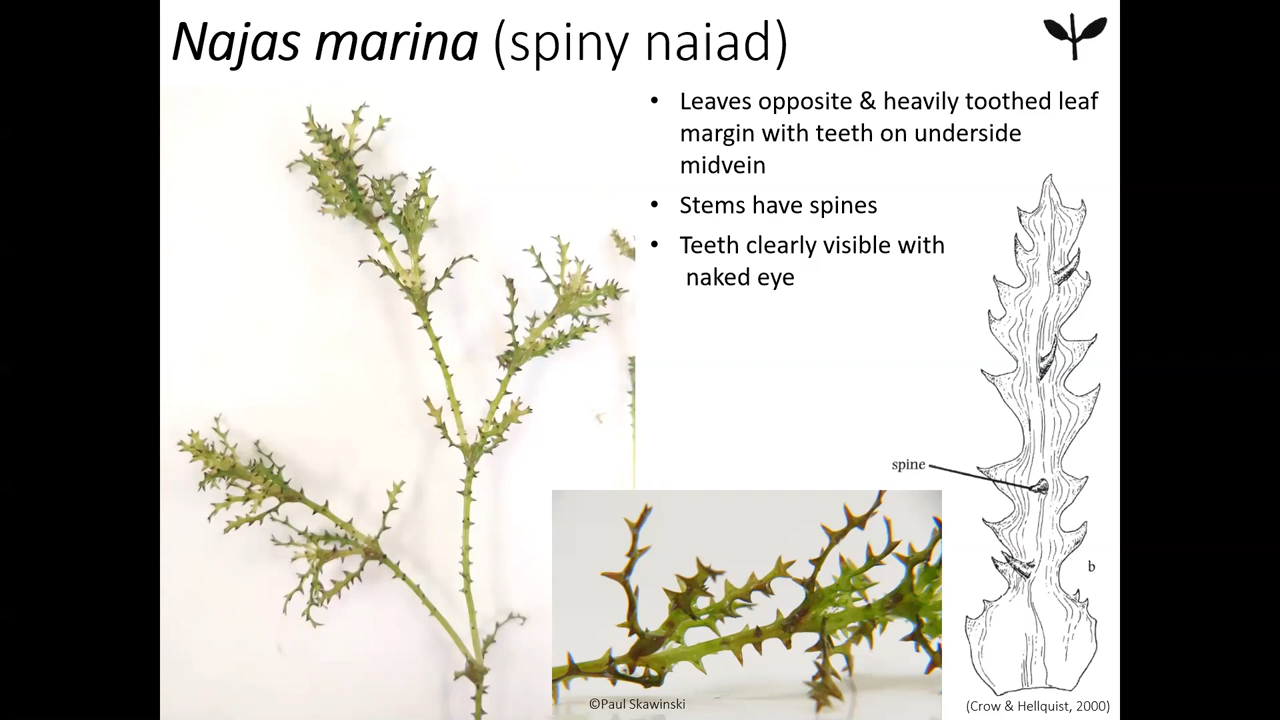 Najas marina (spiny naiad)
• Leaves opposite & heavily toothed leaf
margin with teeth on underside
midvein
• Stems have spines
• Teeth clearly visible with
naked eye
spine
b
©Paul Skawinski
(Crow & Hellquist, 2000)